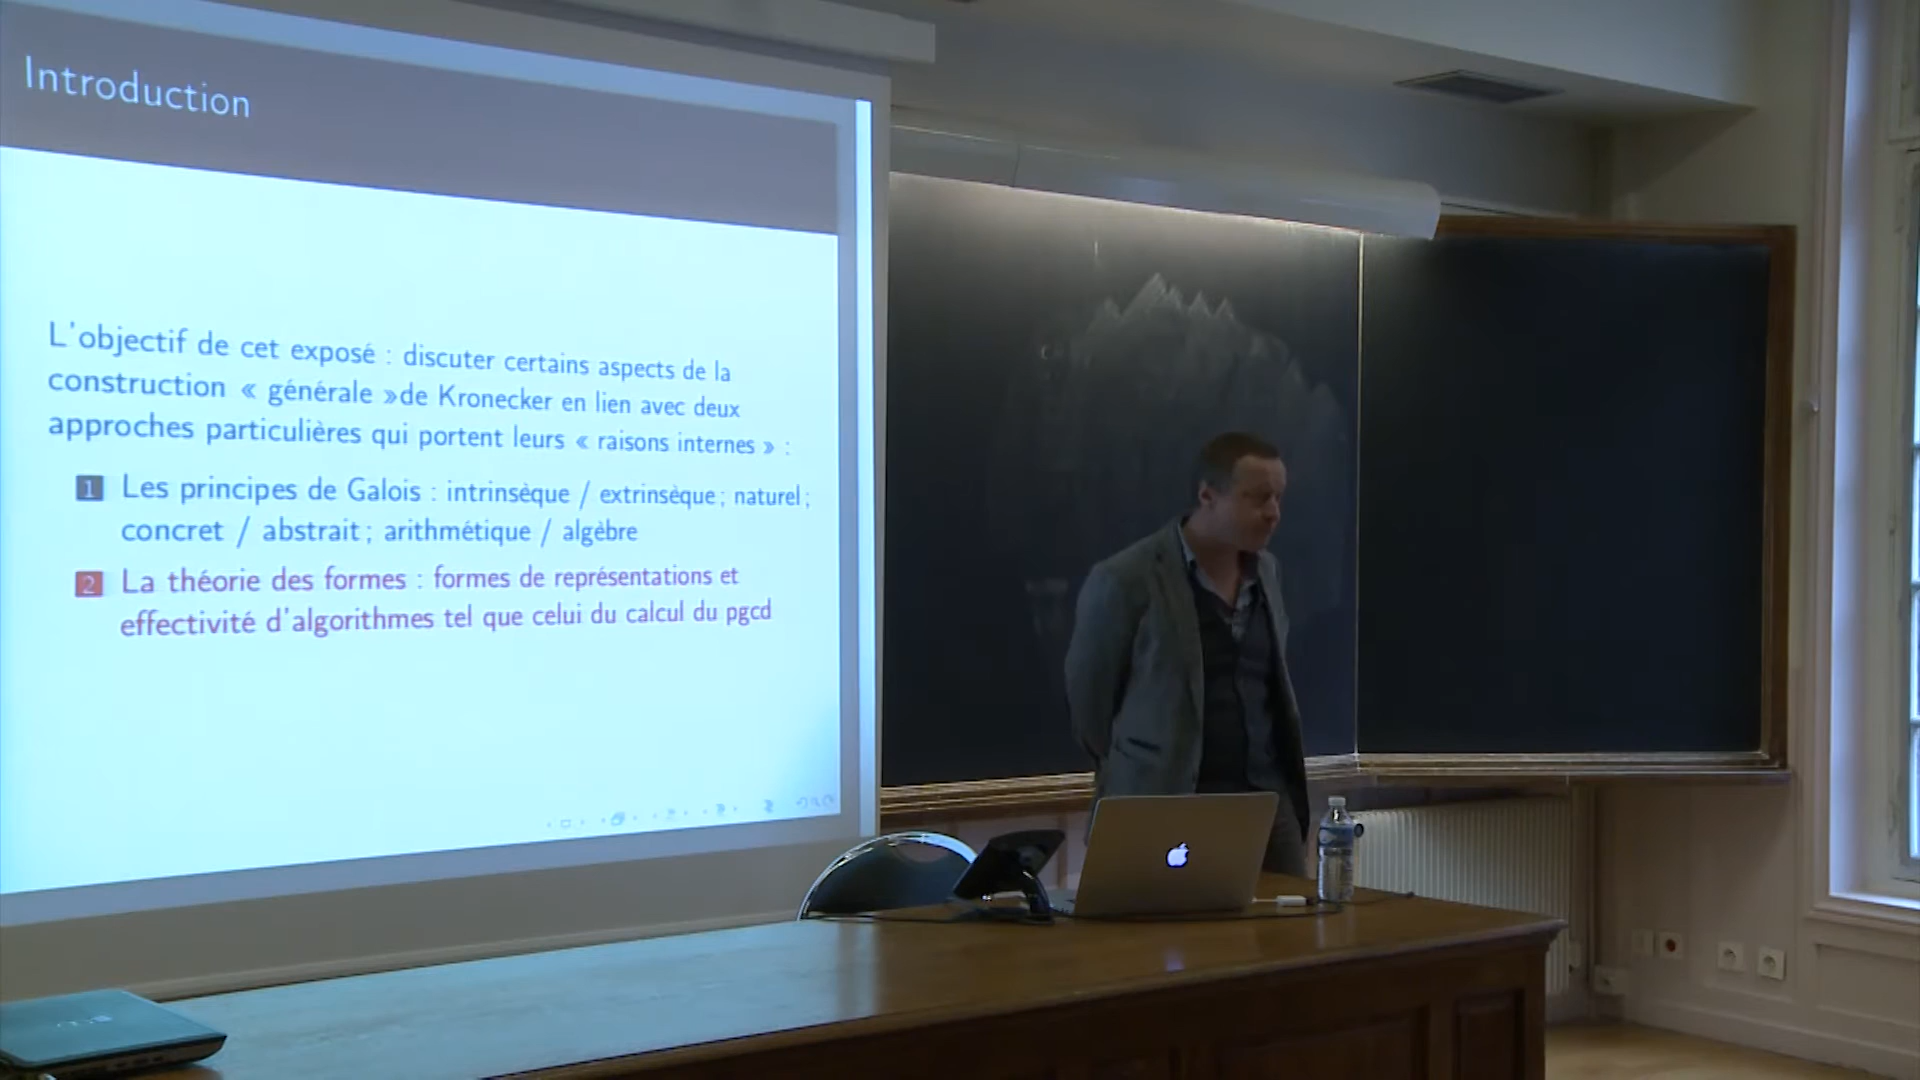 Introduction
L'objectif de cet exposé : discuter certains aspects de la
construction « générale »de Kronecker en lien avec deux
approches particulières qui portent leurs « raisons internes » :
1 Les principes de Galois : intrinsèque / extrinsèque ; naturel ;
concret / abstrait ; arithmétique / algèbre
2 La théorie des formes : formes de représentations et
effectivité d'algorithmes tel que celui du calcul du pgcd